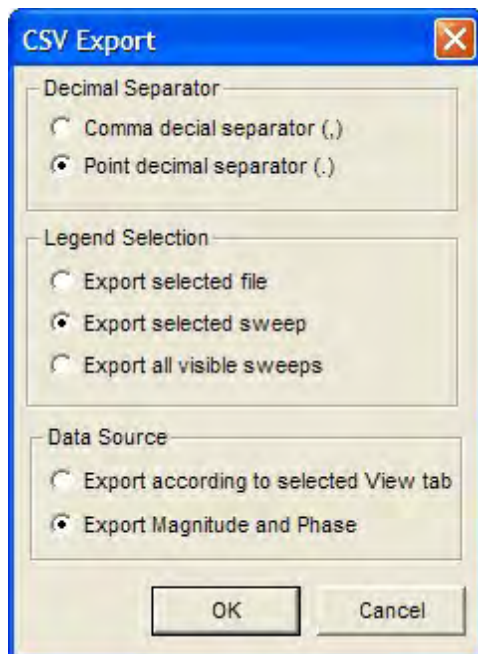 CSV Export
Decimal Separator
Comma decial separator (,)
Point decimal separator (.)
Legend Selection
Export selected file
Export selected sweep
Export all visible sweeps
Data Source
Export according to selected View tab
Export Magnitude and Phase
OK
Cancel